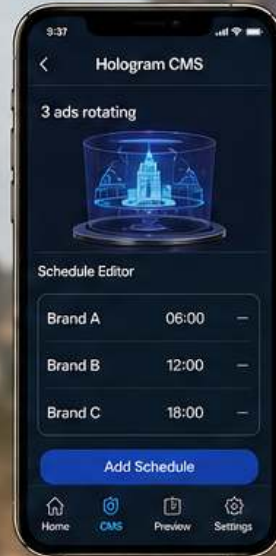 9:37
Hologram CMS
3 ads rotating
Schedule Editor
Brand A 06:00 –
Brand B 12:00 –
Brand C 18:00 –
Add Schedule
Home CMS Preview Settings